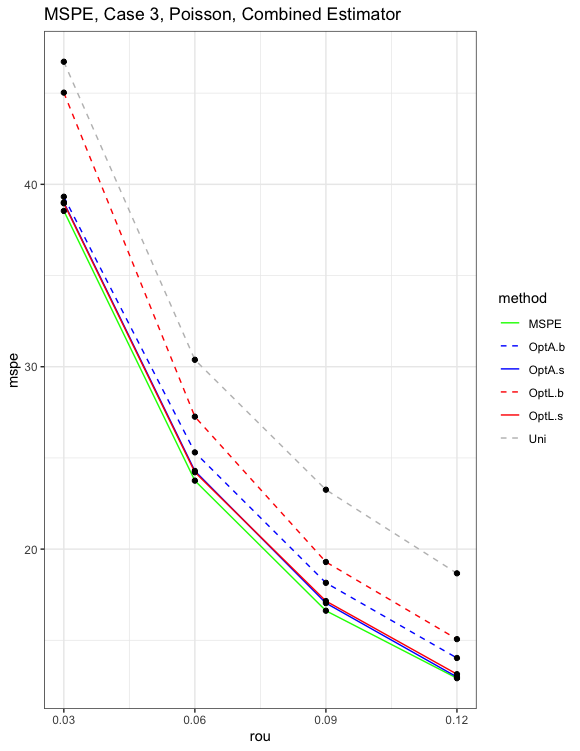 MSPE, Case 3, Poisson, Combined Estimator
40
30
20
mspe
0.03 0.06 0.09 0.12
rou
method
MSPE
OptA.b
OptA.s
OptL.b
OptL.s
Uni